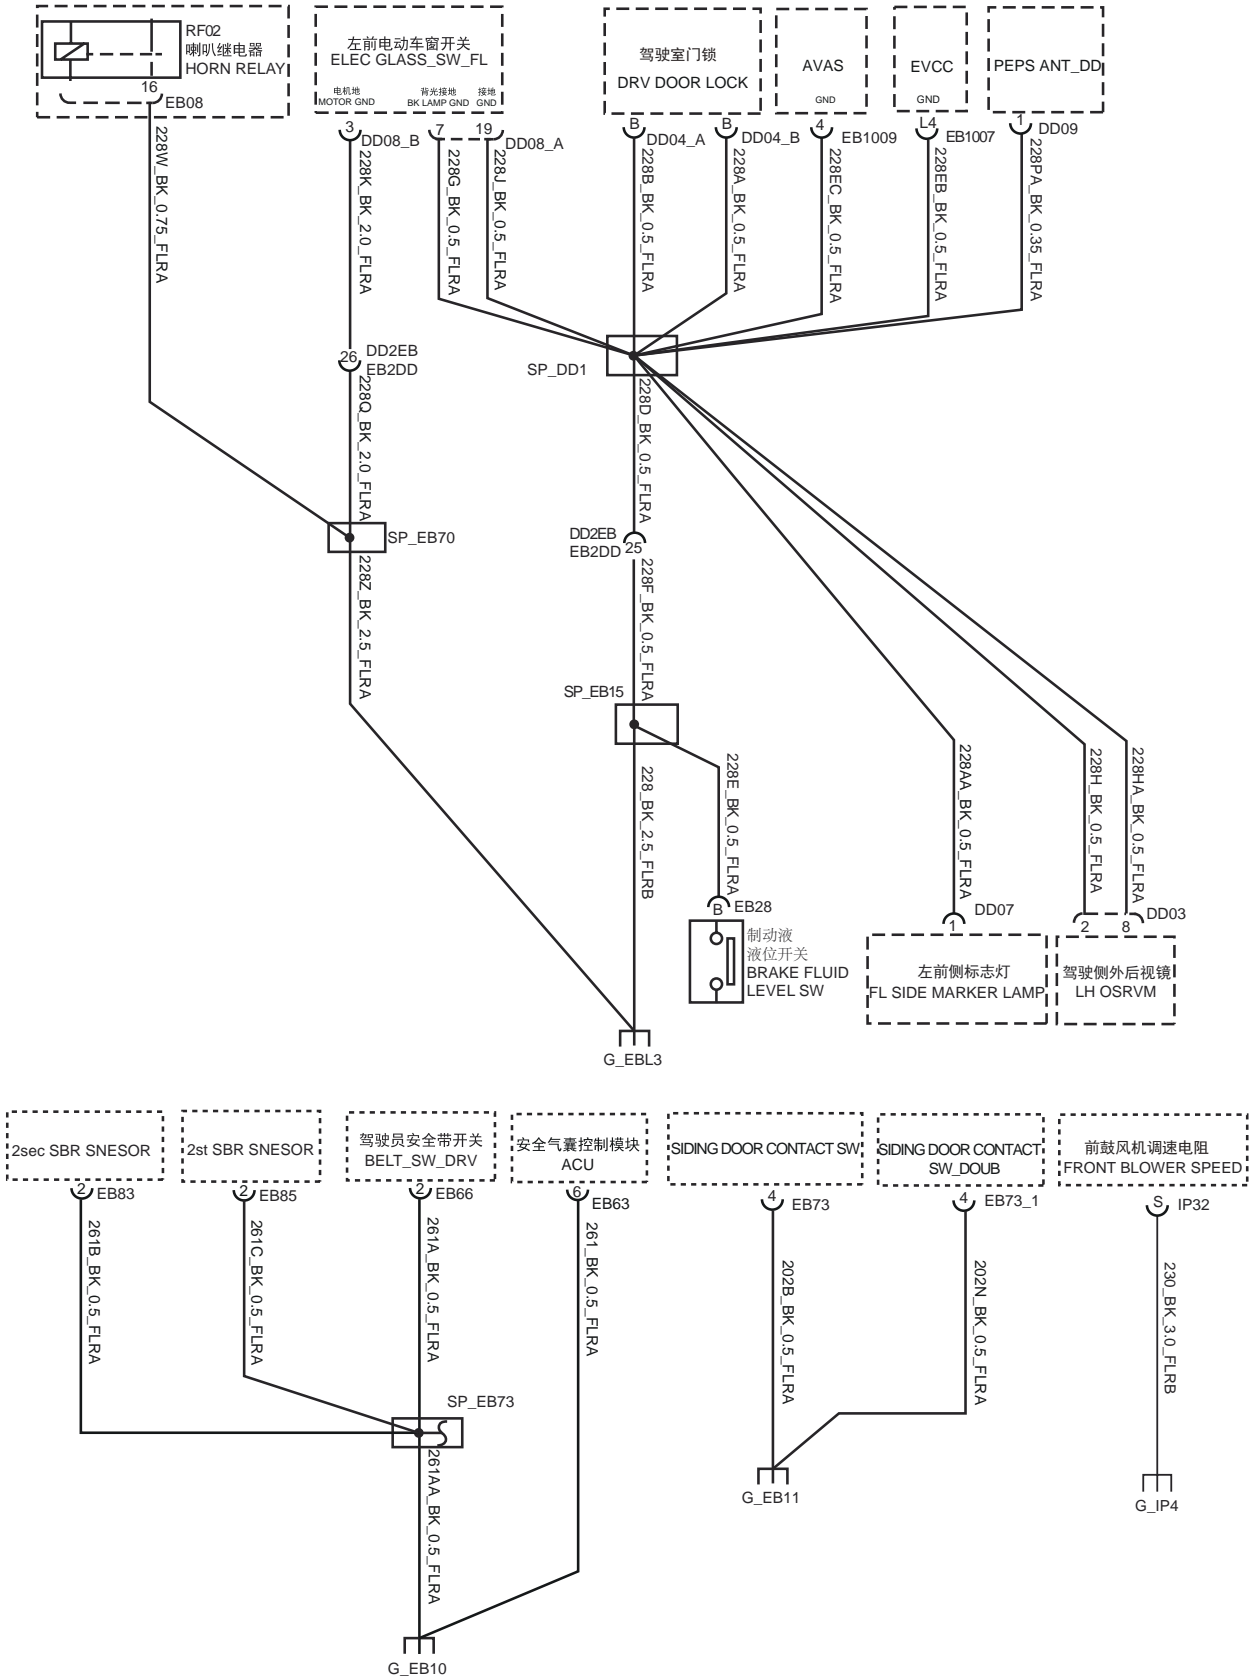 RF02
喇叭继电器
HORN RELAY
16
EB08
228W_BK_0.75_FLRA
左前电动车窗开关
ELEC GLASS_SW_FL
电机地
MOTOR GND
背光接地
BK LAMP GND
接地
GND
3
DD08_B
7
19
DD08_A
228K_BK_2.0_FLRA
228G_BK_0.5_FLRA
228J_BK_0.5_FLRA
驾驶室门锁
DRV DOOR LOCK
B
DD04_A
B
DD04_B
228B_BK_0.5_FLRA
228A_BK_0.5_FLRA
AVAS
GND
4
EB1009
228EC_BK_0.5_FLRA
EVCC
GND
L4
EB1007
228EB_BK_0.5_FLRA
PEPS ANT_DD
1
DD09
228PA_BK_0.35_FLRA
26
DD2EB
EB2DD
228Q_BK_2.0_FLRA
SP_DD1
228D_BK_0.5_FLRA
SP_EB70
228Z_BK_2.5_FLRA
DD2EB
EB2DD
25
228F_BK_0.5_FLRA
SP_EB15
228_BK_2.5_FLRB
228E_BK_0.5_FLRA
B
EB28
制动液
液位开关
BRAKE FLUID
LEVEL SW
228AA_BK_0.5_FLRA
228H_BK_0.5_FLRA
228HA_BK_0.5_FLRA
DD07
1
左前侧标志灯
FL SIDE MARKER LAMP
DD03
2
8
驾驶侧外后视镜
LH OSRVM
G_EBL3
2sec SBR SNESOR
2
EB83
261B_BK_0.5_FLRA
2st SBR SNESOR
2
EB85
261C_BK_0.5_FLRA
驾驶员安全带开关
BELT_SW_DRV
2
EB66
261A_BK_0.5_FLRA
安全气囊控制模块
ACU
6
EB63
261_BK_0.5_FLRA
SIDING DOOR CONTACT SW
4
EB73
202B_BK_0.5_FLRA
SIDING DOOR CONTACT
SW_DOUB
4
EB73_1
202N_BK_0.5_FLRA
前鼓风机调速电阻
FRONT BLOWER SPEED
S
IP32
230_BK_3.0_FLRB
SP_EB73
261AA_BK_0.5_FLRA
G_EB11
G_IP4
G_EB10